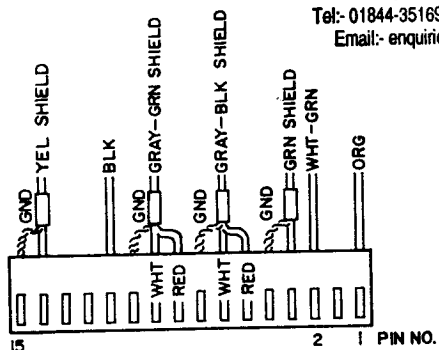 Tel:- 01844-35169
Email:- enquirie
GND
YEL SHIELD
BLK
GND
GRAY-GRN SHIELD
GND
GRAY-BLK SHIELD
GND
GRN SHIELD
WHT-GRN
ORG
WHT
RED
WHT
RED
15
2
1
PIN NO.